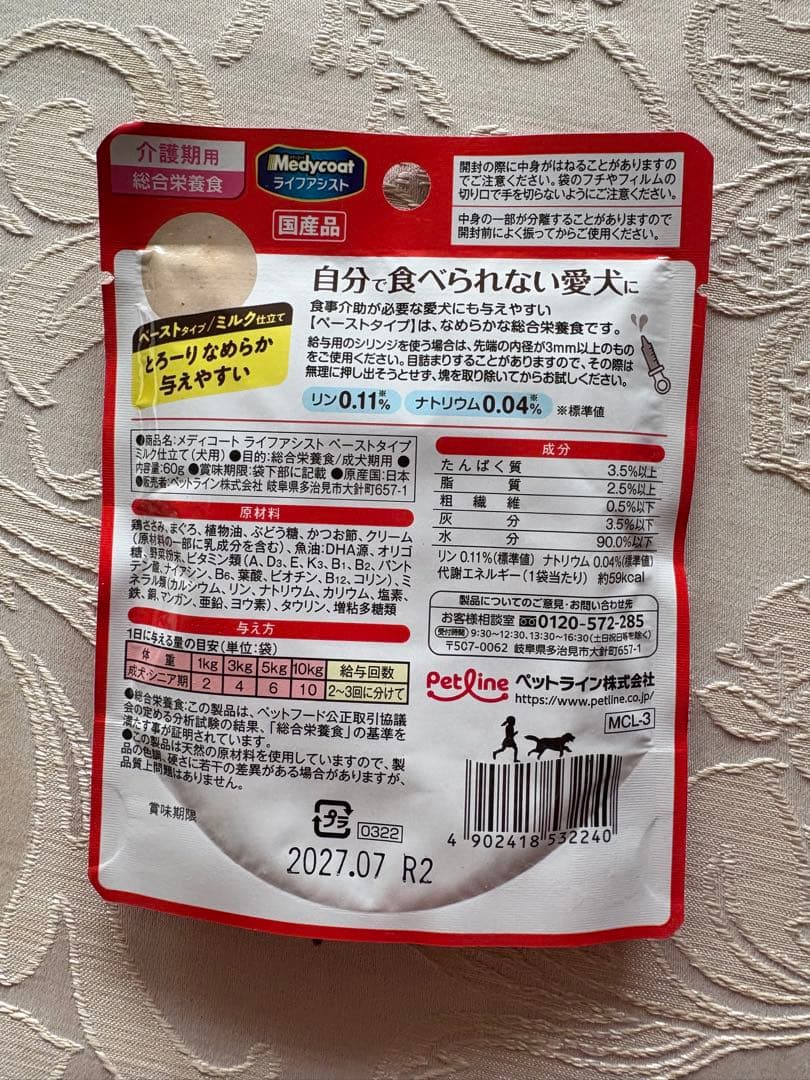 介護期用
総合栄養食
Medycoat
ライフアシスト
国産品
開封の際に中身がはねることがありますの
でご注意ください。袋のフチやフィルムの
切り口で手を切らないようにご注意ください。
中身の一部が分離することがありますので
開封前によく振ってからご使用ください。
自分で食べられない愛犬に
食事介助が必要な愛犬にも与えやすい
【ペーストタイプ】は、なめらかな総合栄養食です。
給与用のシリンジを使う場合は、先端の内径が3mm以上のもの
をご使用ください。目詰まりすることがありますので、その際は
無理に押し出そうとせず、塊を取り除いてからお試しください。
ペーストタイプ/ミルク仕立て
とろーりなめらか
与えやすい
リン0.11%※ ナトリウム0.04%※ ※標準値
●商品名:メディコート ライフアシスト ペーストタイプ
ミルク仕立て(犬用)●目的:総合栄養食/成犬期用●
内容量:60g●賞味期限:袋下部に記載●原産国:日本
●販売者:ペットライン株式会社 岐阜県多治見市大針町657-1
原材料
鶏ささみ、まぐろ、植物油、ぶどう糖、かつお節、クリーム
(原材料の一部に乳成分を含む)、魚油:DHA源、オリゴ
糖、野菜粉末、ビタミン類(A、D3、E、K3、B1、B2、パント
テン酸、ナイアシン、B6、葉酸、ビオチン、B12、コリン)、ミ
ネラル類(カルシウム、リン、ナトリウム、カリウム、塩素、
鉄、銅、マンガン、亜鉛、ヨウ素)、タウリン、増粘多糖類
与え方
1日に与える量の目安(単位:袋)
体重 1kg 3kg 5kg 10kg 給与回数
成犬・シニア期 2 4 6 10 2〜3回に分けて
●総合栄養食:この製品は、ペットフード公正取引協議
会の定める分析試験の結果、「総合栄養食」の基準を
満たす事が証明されています。
●この製品は天然の原材料を使用していますので、製
品の色調、硬さに若干の差異がある場合がありますが、
品質上問題はありません。
成分
たんぱく質 3.5%以上
脂質 2.5%以上
粗繊維 0.5%以下
灰分 3.5%以下
水分 90.0%以下
リン 0.11%(標準値) ナトリウム 0.04%(標準値)
代謝エネルギー(1袋当たり) 約59kcal
製品についてのご意見・お問い合わせ先
お客様相談室 0120-572-285
受付時間 9:30〜12:30、13:30〜16:30(土日祝日等を除く)
〒507-0062 岐阜県多治見市大針町657-1
Petline ペットライン株式会社
https://www.petline.co.jp/
MCL-3
賞味期限
プラ
0322
2027.07 R2
4 902418 532240